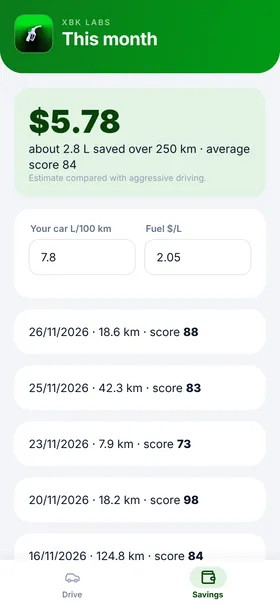 XBK LABS
This month
$5.78
about 2.8 L saved over 250 km · average
score 84
Estimate compared with aggressive driving.
Your car L/100 km
Fuel $/L
7.8
2.05
26/11/2026 · 18.6 km · score 88
25/11/2026 · 42.3 km · score 83
23/11/2026 · 7.9 km · score 73
20/11/2026 · 18.2 km · score 98
16/11/2026 · 124.8 km · score 84
Drive
Savings